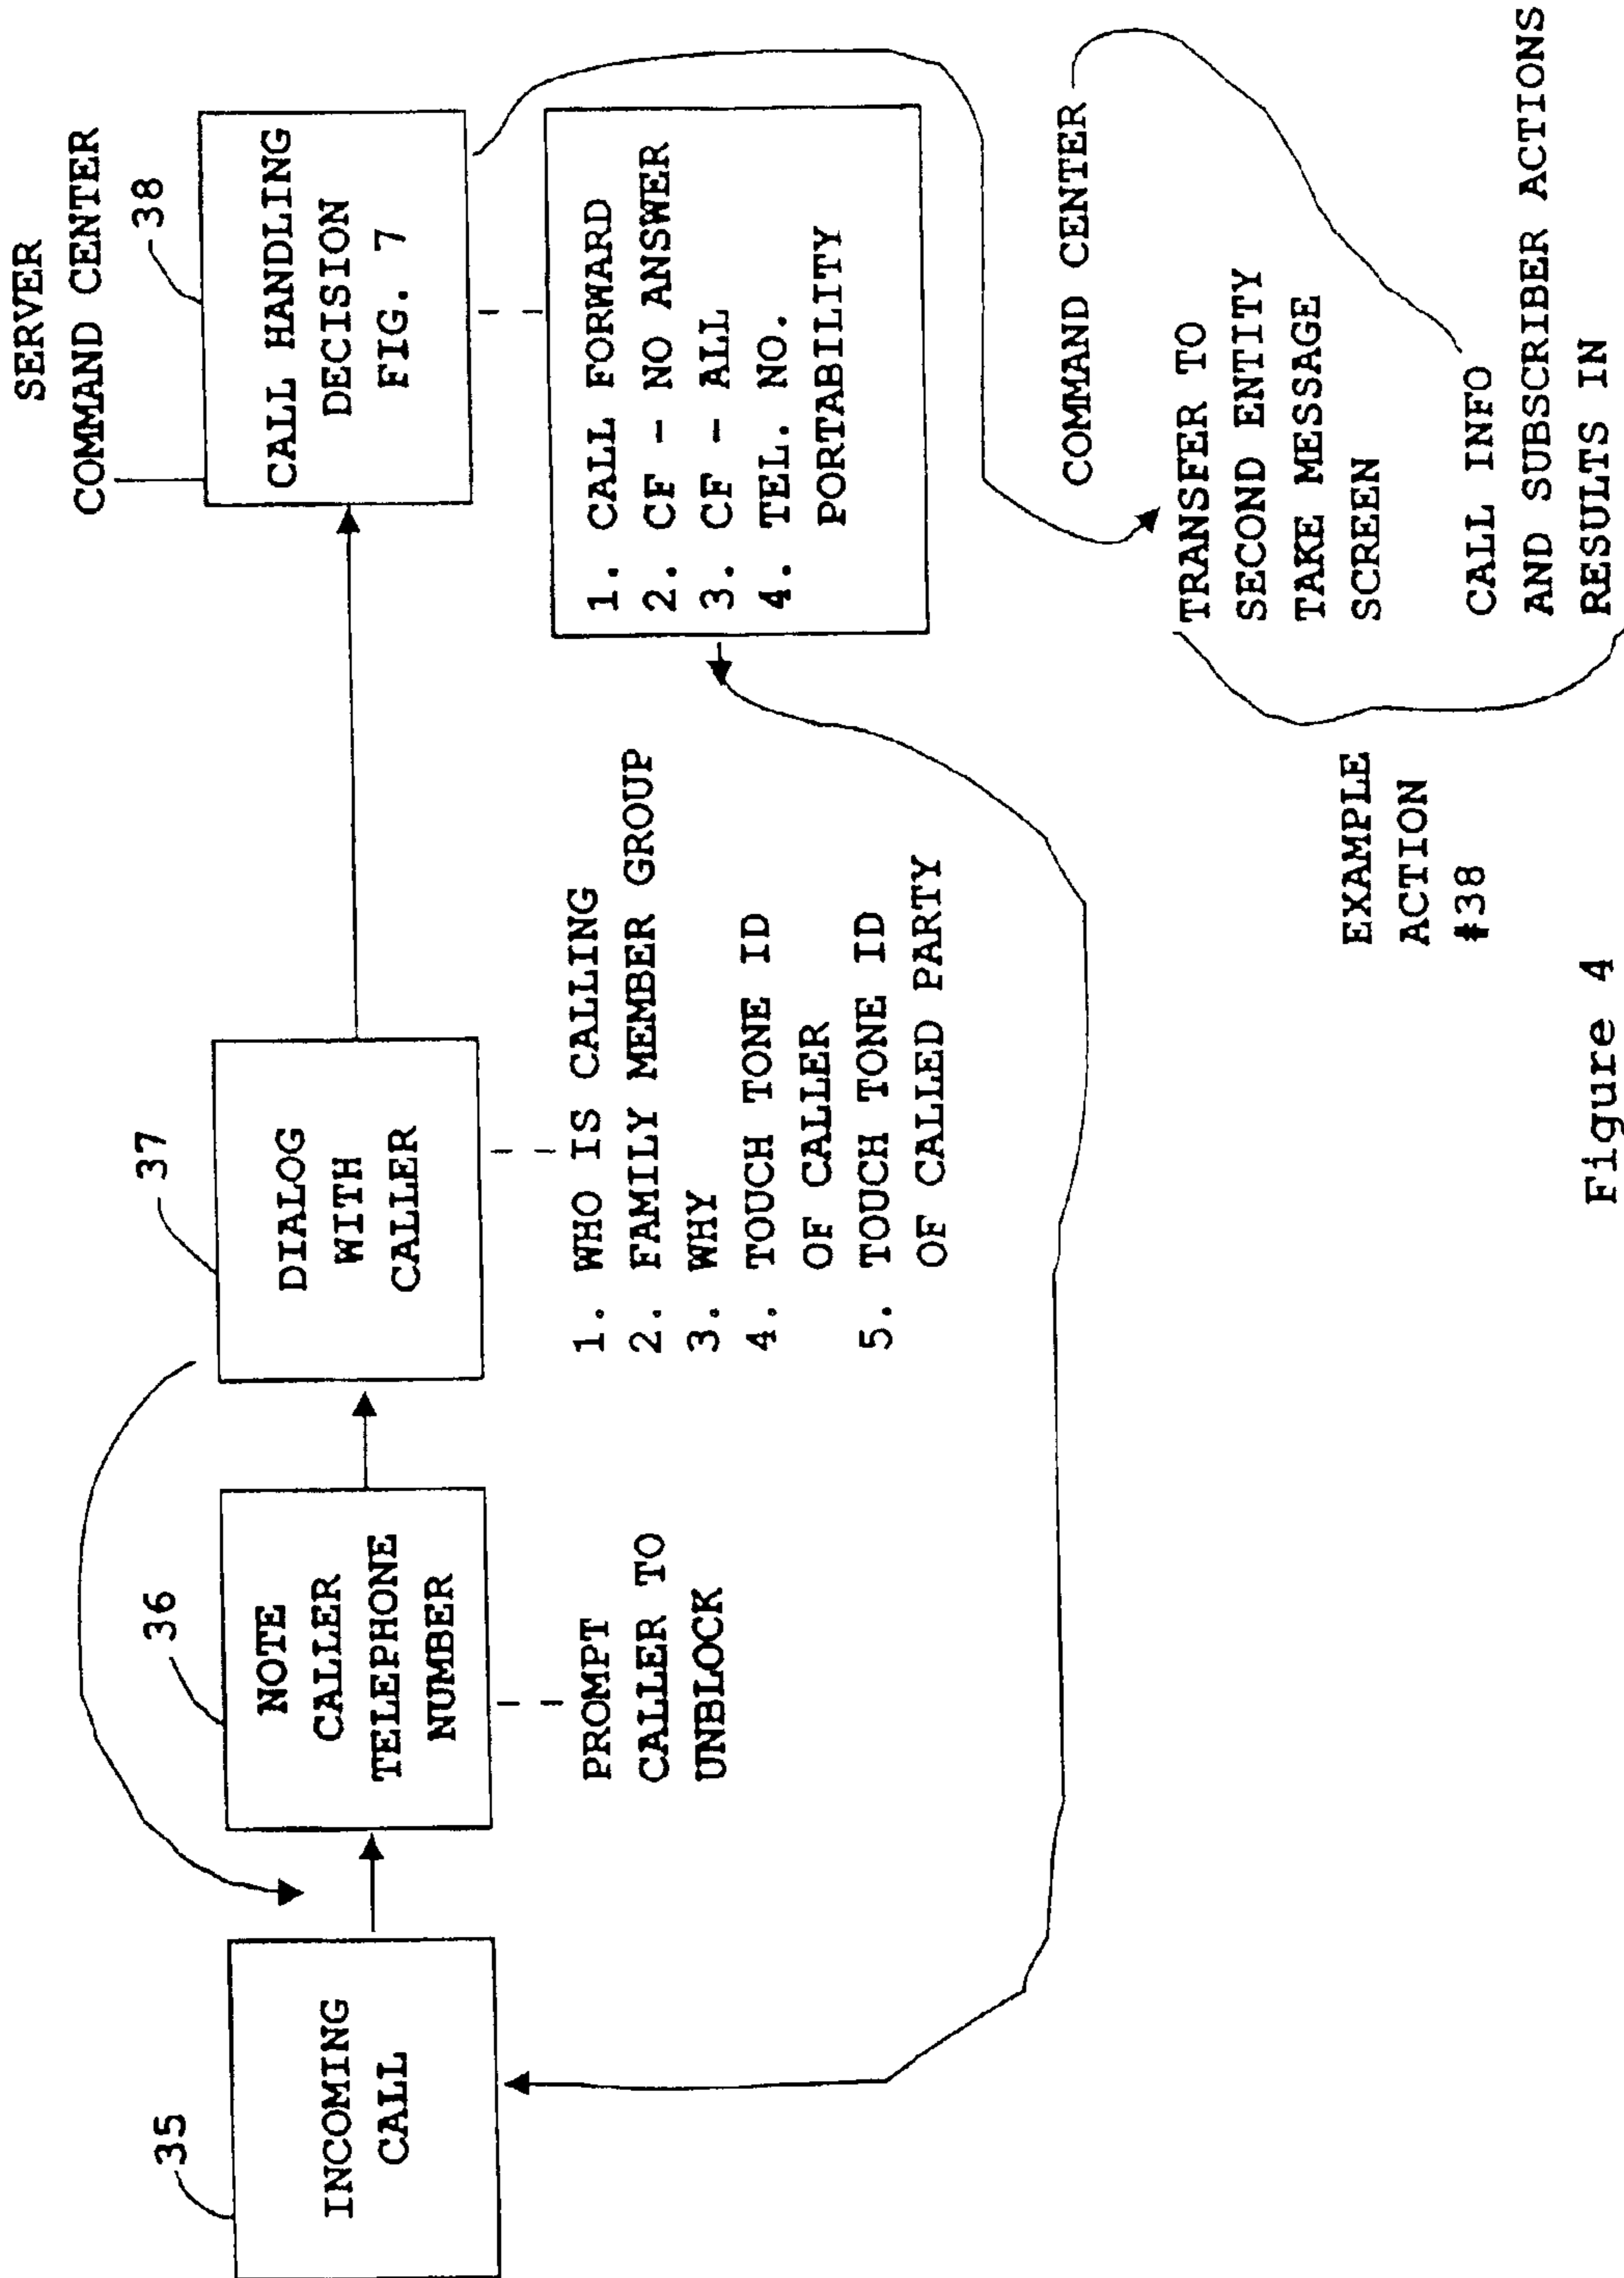 SERVER
COMMAND CENTER
35
36
37
38
INCOMING
CALL
NOTE
CALLER
TELEPHONE
NUMBER
DIALOG
WITH
CALLER
CALL HANDLING
DECISION
FIG. 7
PROMPT
CALLER TO
UNBLOCK
1. WHO IS CALLING
2. FAMILY MEMBER GROUP
3. WHY
4. TOUCH TONE ID
OF CALLER
5. TOUCH TONE ID
OF CALLED PARTY
1. CALL FORWARD
2. CF - NO ANSWER
3. CF - ALL
4. TEL. NO.
PORTABILITY
COMMAND CENTER
TRANSFER TO
SECOND ENTITY
TAKE MESSAGE
SCREEN
CALL INFO
AND SUBSCRIBER ACTIONS
RESULTS IN
EXAMPLE
ACTION
#38
Figure 4